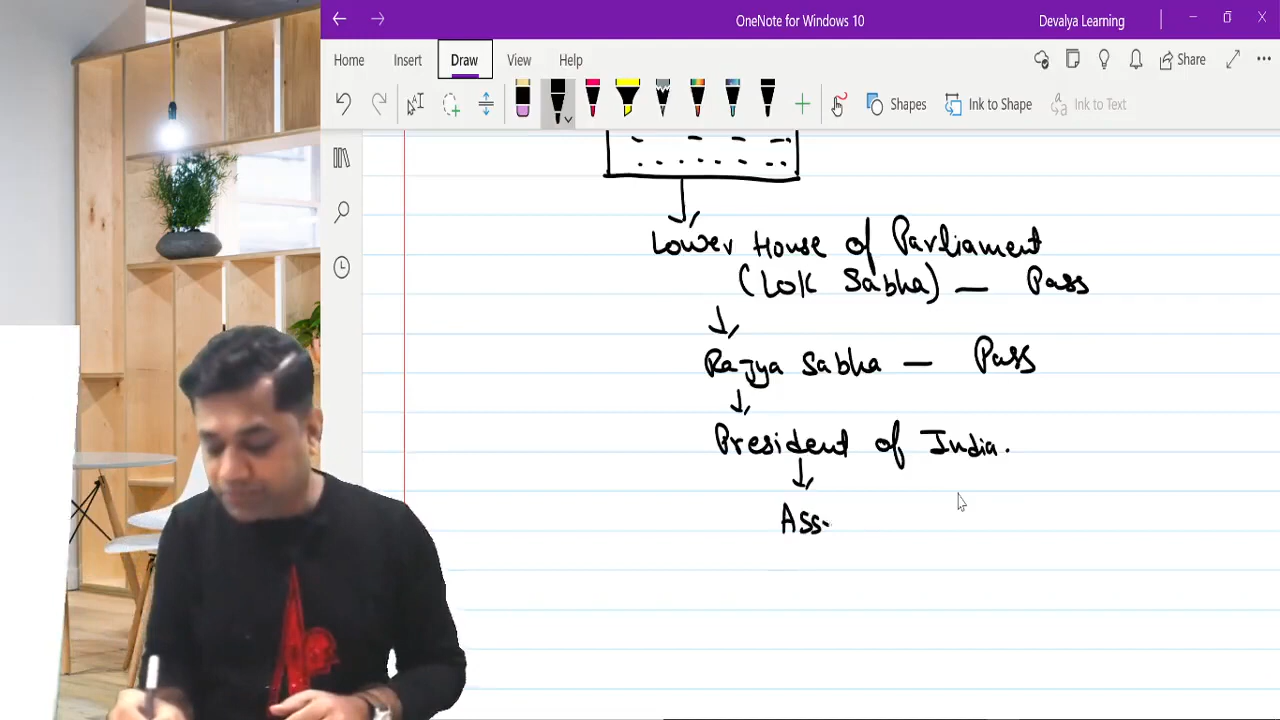 OneNote for Windows 10
Devalya Learning
Home Insert Draw View Help
Share
Shapes Ink to Shape Ink to Text
Lower House of Parliament
(Lok Sabha) — Pass
Rajya Sabha — Pass
President of India.
Ass